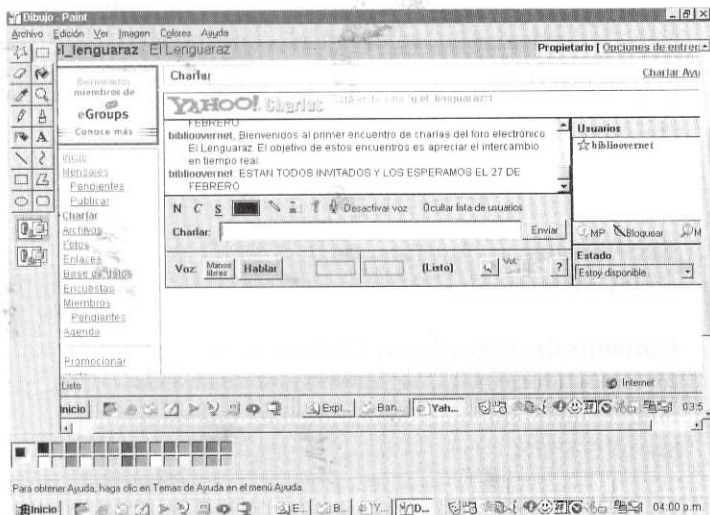 Dibujo - Paint
Archivo Edición Ver Imagen Colores Ayuda
el_lenguaraz El Lenguaraz
Propietario [ Opciones de entrec
Bienvenidos
miembros de
eGroups
Conoce más
Inicio
Mensajes
Pendientes
Publicar
Charlar
Archivos
Fotos
Enlaces
Base de datos
Encuestas
Miembros
Pendientes
Agenda
Promocionar
Charlar
Charlar Ayu
YAHOO! Charlas
FEBRERO
bibliovernet: Bienvenidos al primer encuentro de charlas del foro electrónico
El Lenguaraz. El objetivo de estos encuentros es apreciar el intercambio
en tiempo real.
bibliovernet: ESTAN TODOS INVITADOS Y LOS ESPERAMOS EL 27 DE
FEBRERO
Usuarios
bibliovernet
N C S Desactivar voz Ocultar lista de usuarios
Charlar: Enviar
MP Bloquear M
Voz: Manos libres Hablar [Listo] Vol ?
Estado
Estoy disponible
Listo
Internet
Inicio Expl... Ban... Yah... 03:5
Para obtener Ayuda, haga clic en Temas de Ayuda en el menú Ayuda.
Inicio E... B... Y... D... 04:00 p.m.